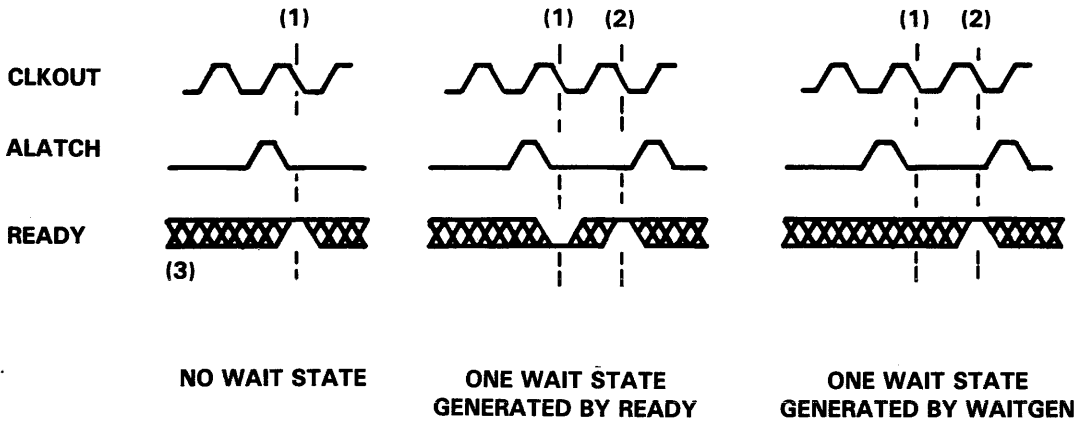 (1)
(1) (2)
(1) (2)
CLKOUT
ALATCH
READY
(3)
NO WAIT STATE
ONE WAIT STATE
GENERATED BY READY
ONE WAIT STATE
GENERATED BY WAITGEN